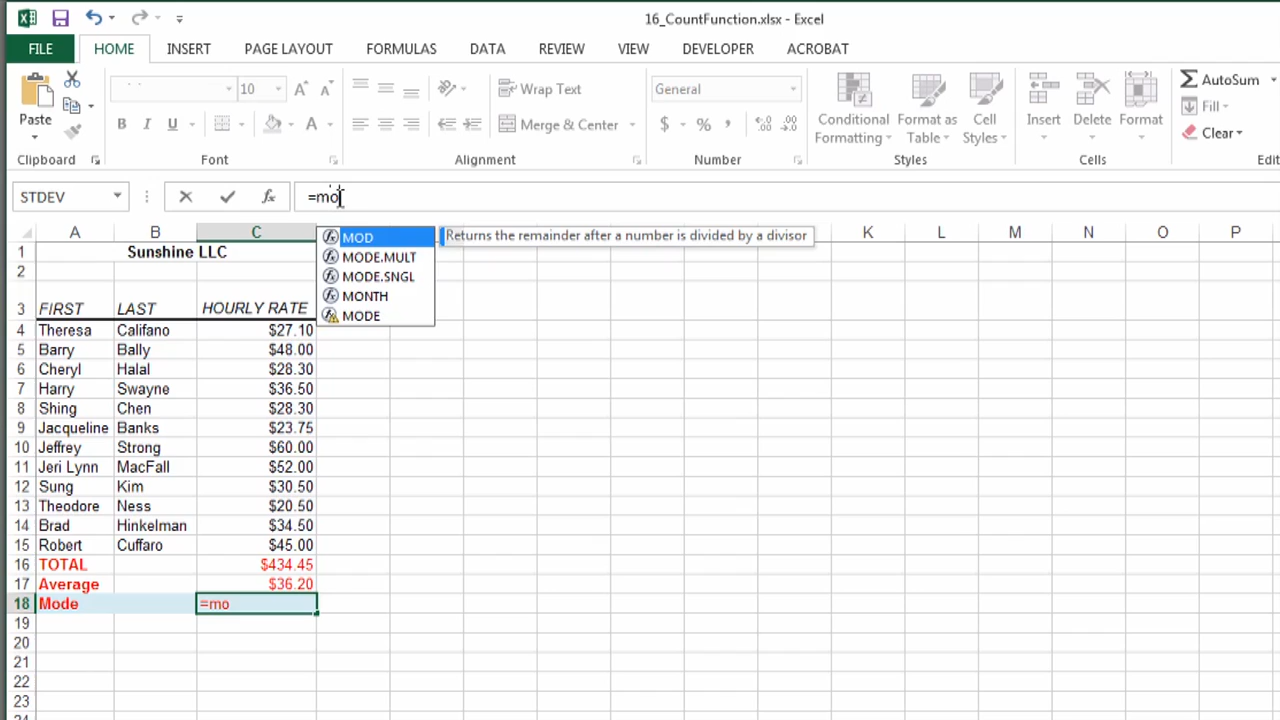 16_CountFunction.xlsx - Excel
FILE HOME INSERT PAGE LAYOUT FORMULAS DATA REVIEW VIEW DEVELOPER ACROBAT
Paste
10 A A
Wrap Text
General
Conditional Formatting
Format as Table
Cell Styles
Insert
Delete
Format
AutoSum
Fill
Clear
B I U A
Merge & Center
$ % ,
Clipboard Font Alignment Number Styles Cells Edit
STDEV fx =mo
MOD Returns the remainder after a number is divided by a divisor
MODE.MULT
MODE.SNGL
MONTH
MODE
A B C K L M N O P
1 Sunshine LLC
2
3 FIRST LAST HOURLY RATE
4 Theresa Califano $27.10
5 Barry Bally $48.00
6 Cheryl Halal $28.30
7 Harry Swayne $36.50
8 Shing Chen $28.30
9 Jacqueline Banks $23.75
10 Jeffrey Strong $60.00
11 Jeri Lynn MacFall $52.00
12 Sung Kim $30.50
13 Theodore Ness $20.50
14 Brad Hinkelman $34.50
15 Robert Cuffaro $45.00
16 TOTAL $434.45
17 Average $36.20
18 Mode =mo
19
20
21
22
23